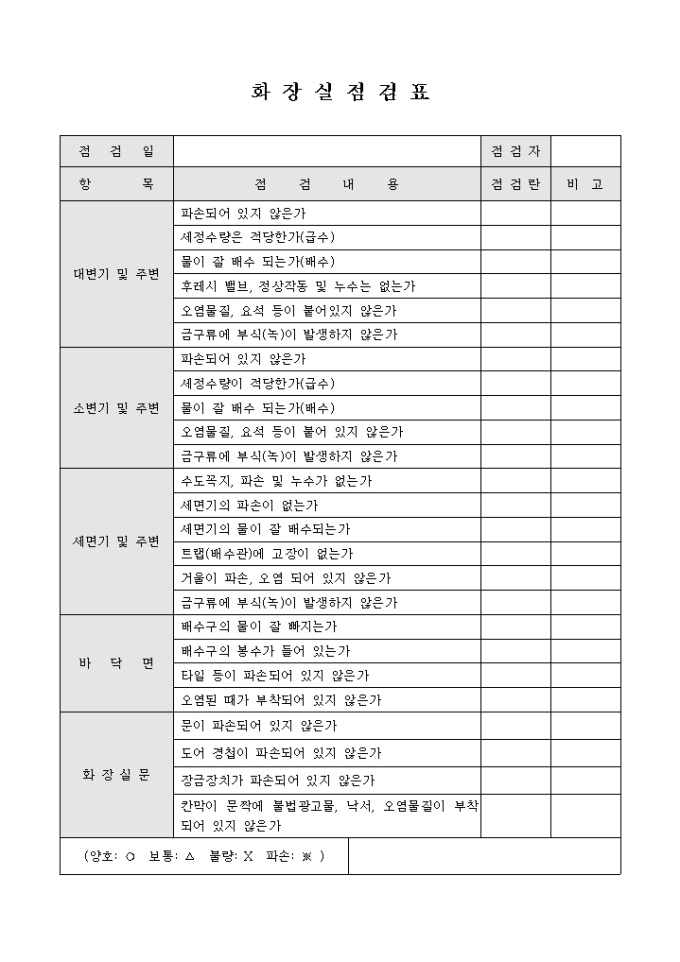 화 장 실 점 검 표
점 검 일 점 검 자
항 목 점 검 내 용 점 검 란 비 고
대변기 및 주변
파손되어 있지 않은가
세정수량은 적당한가(급수)
물이 잘 배수 되는가(배수)
후레시 밸브, 정상작동 및 누수는 없는가
오염물질, 요석 등이 붙어있지 않은가
금구류에 부식(녹)이 발생하지 않은가
소변기 및 주변
파손되어 있지 않은가
세정수량이 적당한가(급수)
물이 잘 배수 되는가(배수)
오염물질, 요석 등이 붙어 있지 않은가
금구류에 부식(녹)이 발생하지 않은가
세면기 및 주변
수도꼭지, 파손 및 누수가 없는가
세면기의 파손이 없는가
세면기의 물이 잘 배수되는가
트랩(배수관)에 고장이 없는가
거울이 파손, 오염 되어 있지 않은가
금구류에 부식(녹)이 발생하지 않은가
바 닥 면
배수구의 물이 잘 빠지는가
배수구의 봉수가 들어 있는가
타일 등이 파손되어 있지 않은가
오염된 때가 부착되어 있지 않은가
화 장 실 문
문이 파손되어 있지 않은가
도어 경첩이 파손되어 있지 않은가
장금장치가 파손되어 있지 않은가
칸막이 문짝에 불법광고물, 낙서, 오염물질이 부착
되어 있지 않은가
(양호: O 보통: △ 불량: X 파손: ※ )